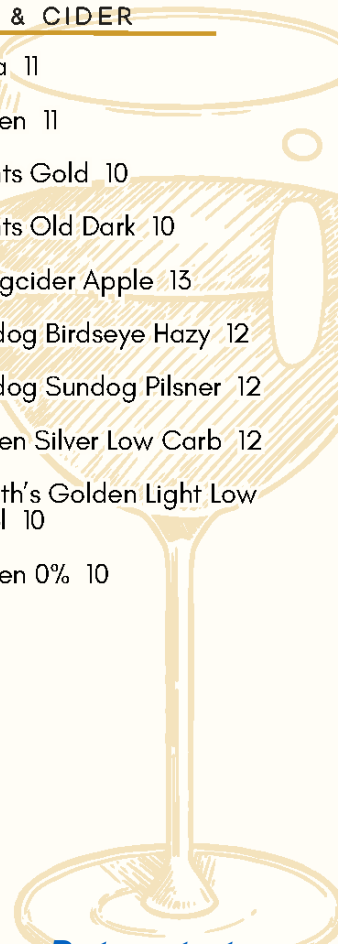 & CIDER
a 11
en 11
ts Gold 10
ts Old Dark 10
gcider Apple 13
dog Birdseye Hazy 12
dog Sundog Pilsner 12
en Silver Low Carb 12
th's Golden Light Low
l 10
en 0% 10